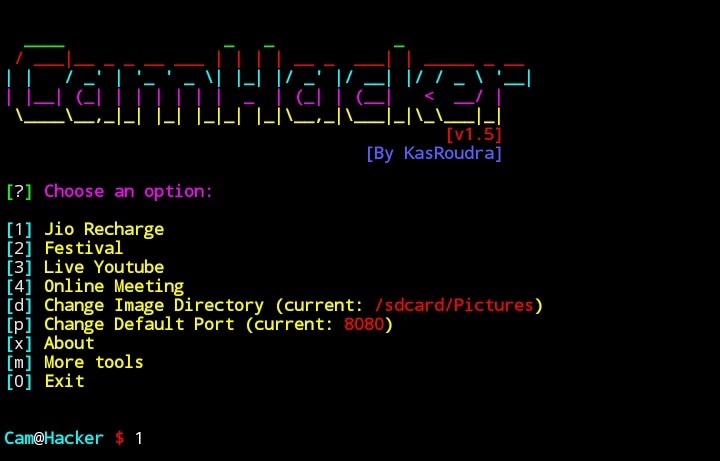 CamHacker
[v1.5]
[By KasRoudra]
[?] Choose an option:
[1] Jio Recharge
[2] Festival
[3] Live Youtube
[4] Online Meeting
[d] Change Image Directory (current: /sdcard/Pictures)
[p] Change Default Port (current: 8080)
[x] About
[m] More tools
[0] Exit
Cam@Hacker $ 1